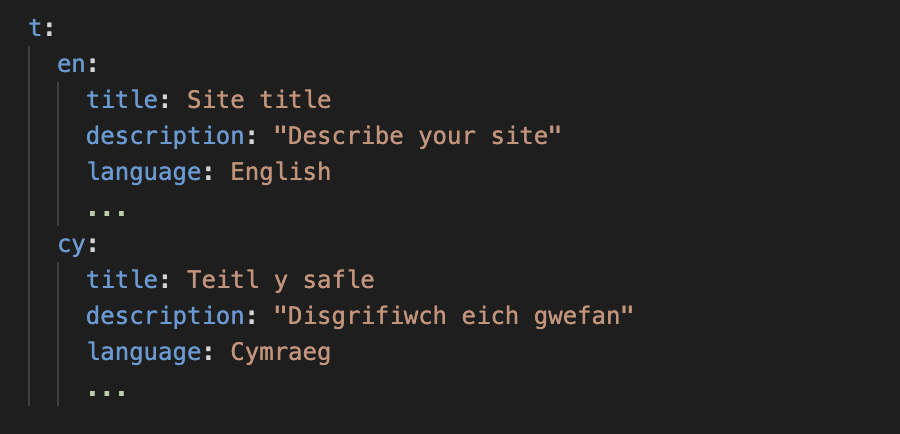 t:
en:
title: Site title
description: "Describe your site"
language: English
...
cy:
title: Teitl y safle
description: "Disgrifiwch eich gwefan"
language: Cymraeg
...